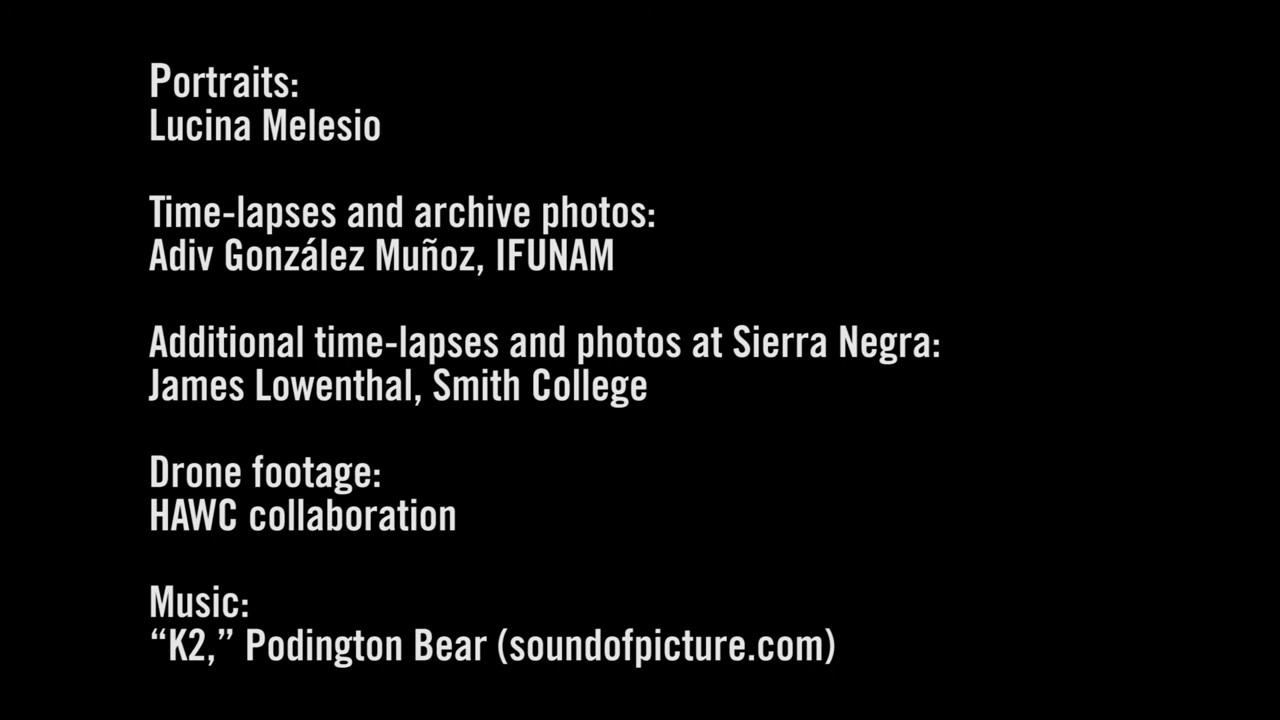 Portraits:
Lucina Melesio
Time-lapses and archive photos:
Adiv González Muñoz, IFUNAM
Additional time-lapses and photos at Sierra Negra:
James Lowenthal, Smith College
Drone footage:
HAWC collaboration
Music:
“K2,” Podington Bear (soundofpicture.com)